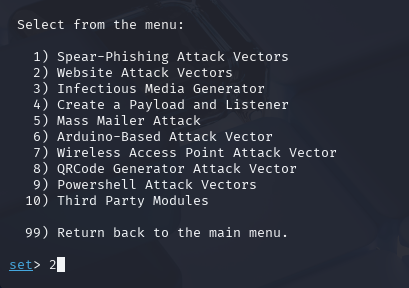 Select from the menu:
1) Spear-Phishing Attack Vectors
2) Website Attack Vectors
3) Infectious Media Generator
4) Create a Payload and Listener
5) Mass Mailer Attack
6) Arduino-Based Attack Vector
7) Wireless Access Point Attack Vector
8) QRCode Generator Attack Vector
9) Powershell Attack Vectors
10) Third Party Modules
99) Return back to the main menu.
set> 2